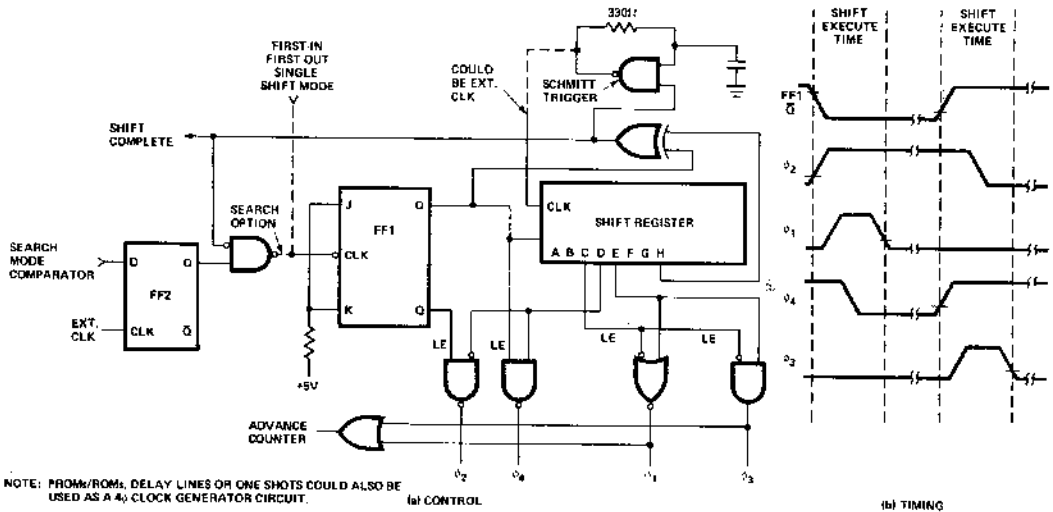 FIRST-IN
FIRST OUT
SINGLE
SHIFT MODE
330Ω
COULD
BE EXT.
CLK
SCHMITT
TRIGGER
SHIFT
COMPLETE
SEARCH
OPTION
J
Q
FF1
CLK
K
Q
+5V
CLK
SHIFT REGISTER
A B C D E F G H
SEARCH
MODE
COMPARATOR
D
Q
FF2
CLK
Q̅
EXT.
CLK
LE
LE
LE
LE
ADVANCE
COUNTER
ϕ2
ϕ4
ϕ1
ϕ3
NOTE: PROMs/ROMs, DELAY LINES OR ONE SHOTS COULD ALSO BE
USED AS A 4ϕ CLOCK GENERATOR CIRCUIT.
(a) CONTROL
SHIFT
EXECUTE
TIME
SHIFT
EXECUTE
TIME
FF1
Q̅
ϕ2
ϕ1
ϕ4
ϕ3
(b) TIMING